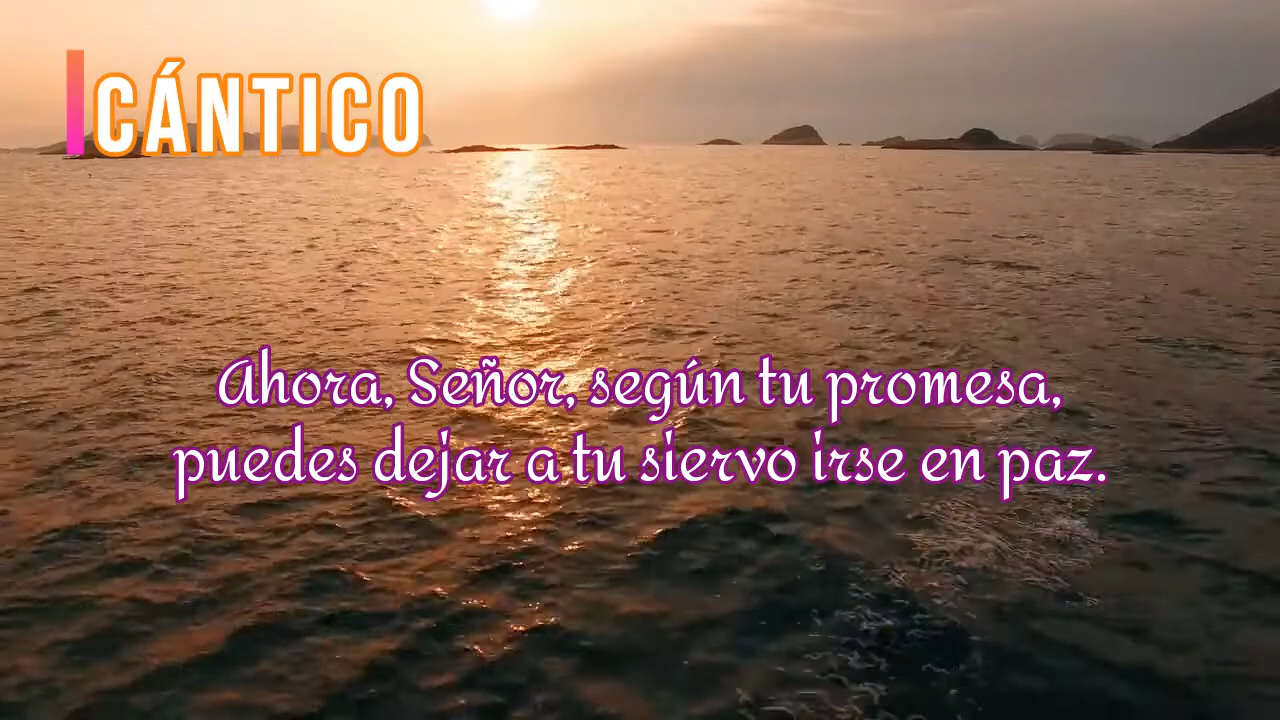 CÁNTICO
Ahora, Señor, según tu promesa,
puedes dejar a tu siervo irse en paz.